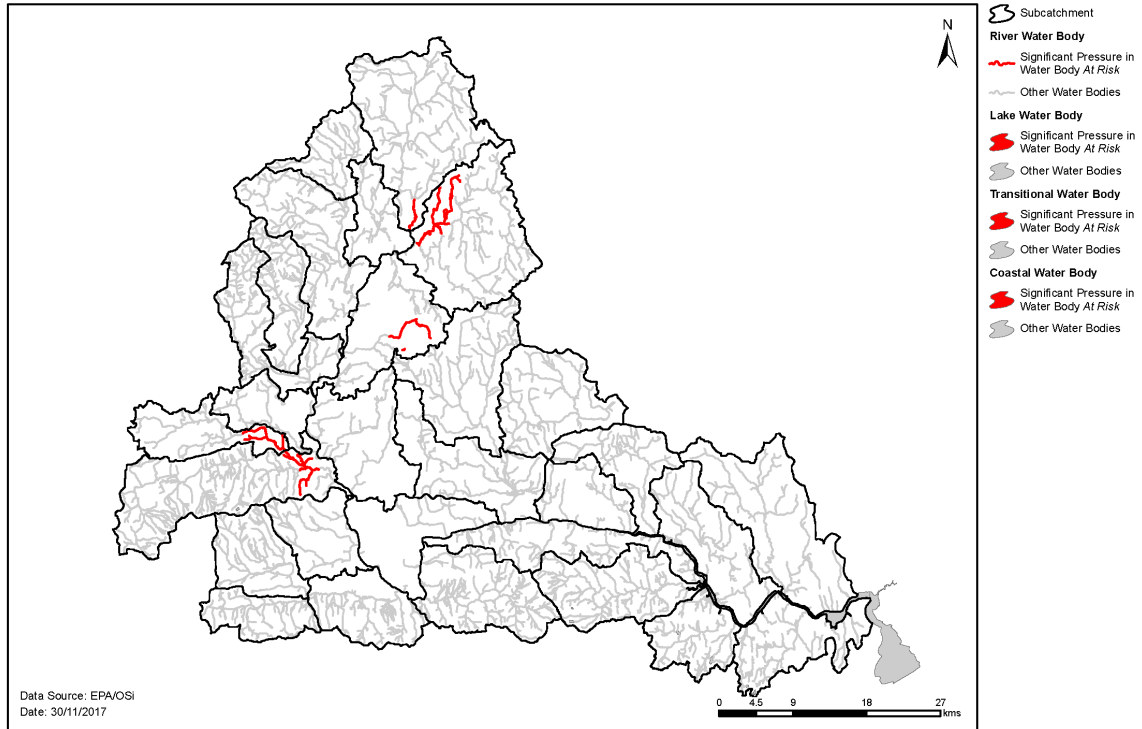 Subcatchment
River Water Body
Significant Pressure in
Water Body At Risk
Other Water Bodies
Lake Water Body
Significant Pressure in
Water Body At Risk
Other Water Bodies
Transitional Water Body
Significant Pressure in
Water Body At Risk
Other Water Bodies
Coastal Water Body
Significant Pressure in
Water Body At Risk
Other Water Bodies
N
Data Source: EPA/OSi
Date: 30/11/2017
0 4.5 9 18 27
kms